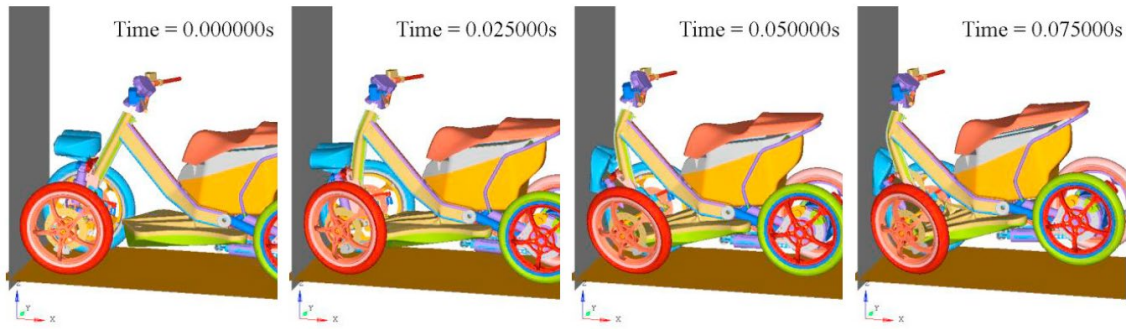 Time = 0.000000s
Time = 0.025000s
Time = 0.050000s
Time = 0.075000s
Z
Y
X
Z
Y
X
Z
Y
X
Z
Y
X